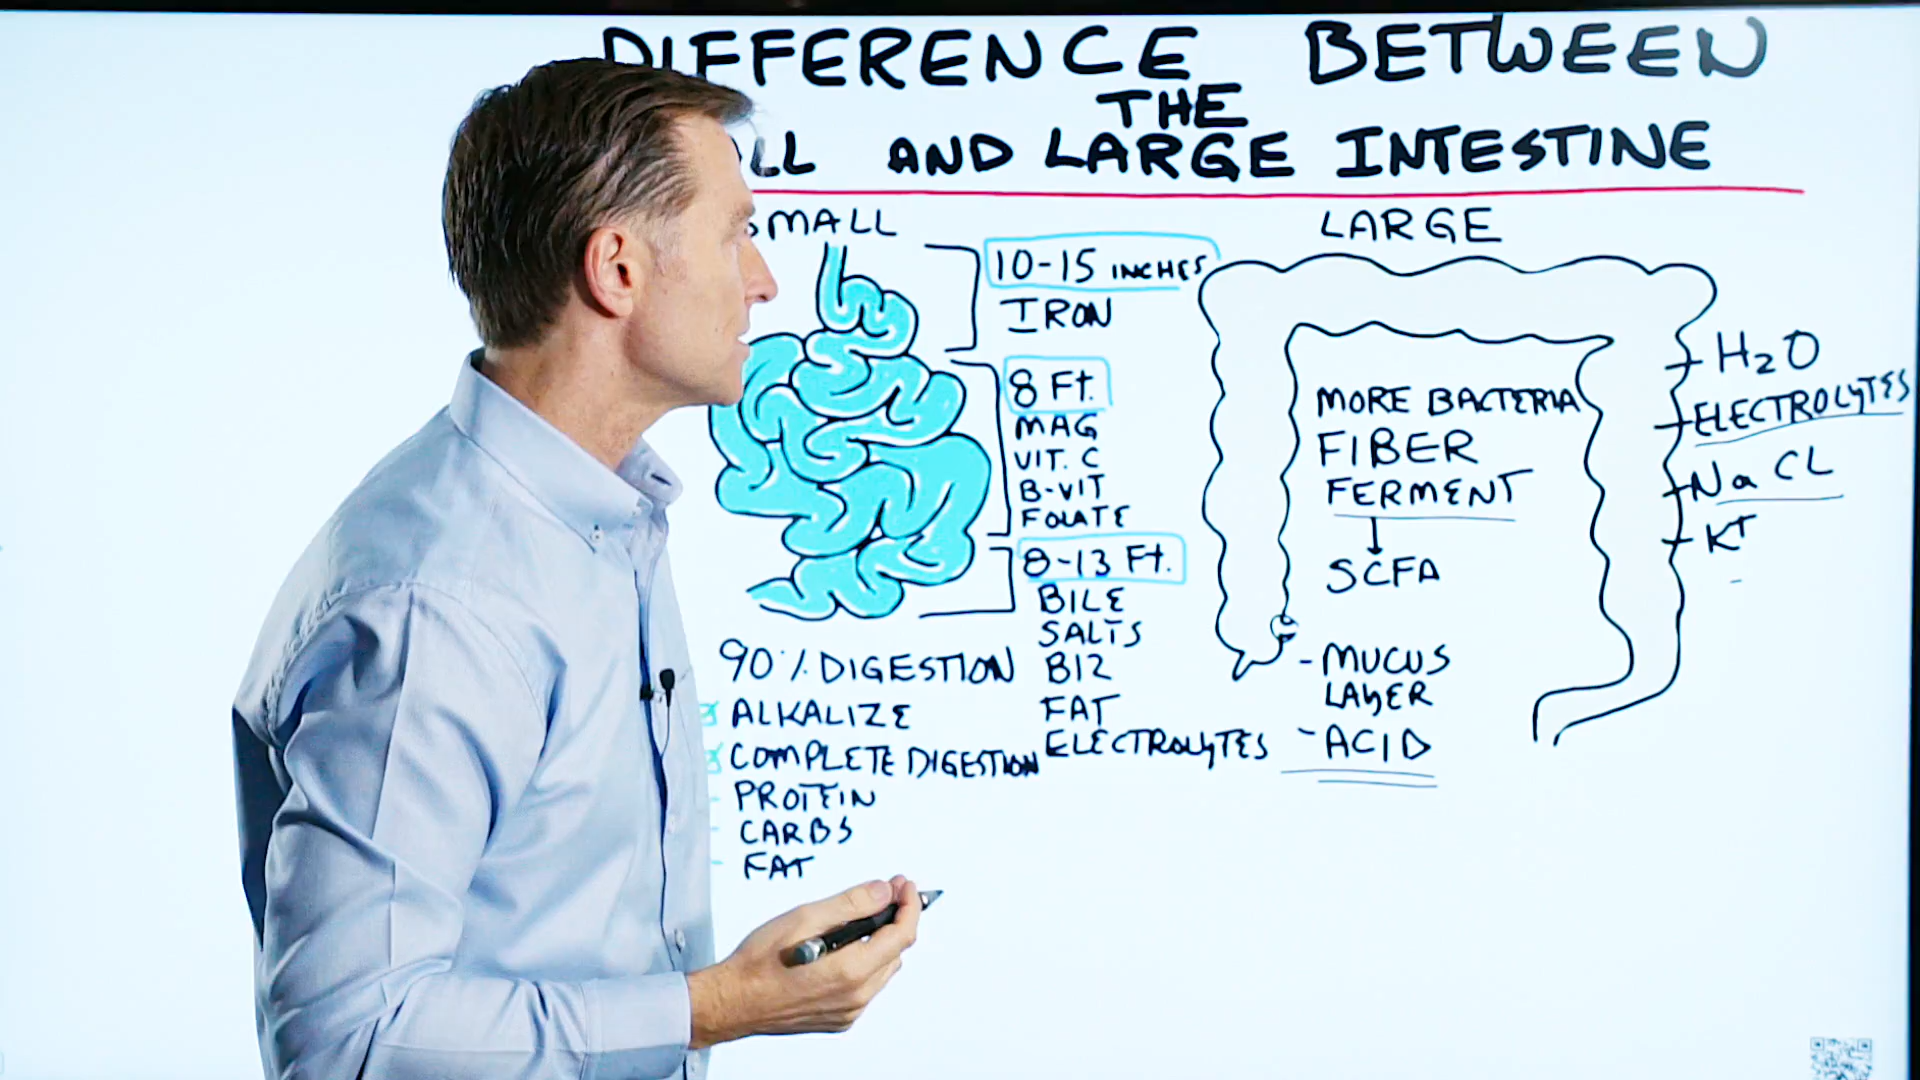 DIFFERENCE BETWEEN
THE
AND LARGE INTESTINE
SMALL
10-15 INCHES
IRON
8 Ft.
MAG
VIT. C
B-VIT
FOLATE
8-13 Ft.
BILE
SALTS
B12
FAT
ELECTROLYTES
90% DIGESTION
ALKALIZE
COMPLETE DIGESTION
PROTEIN
CARBS
FAT
LARGE
MORE BACTERIA
FIBER
FERMENT
SCFA
- MUCUS
LAYER
- ACID
H2O
ELECTROLYTES
Na CL
K+